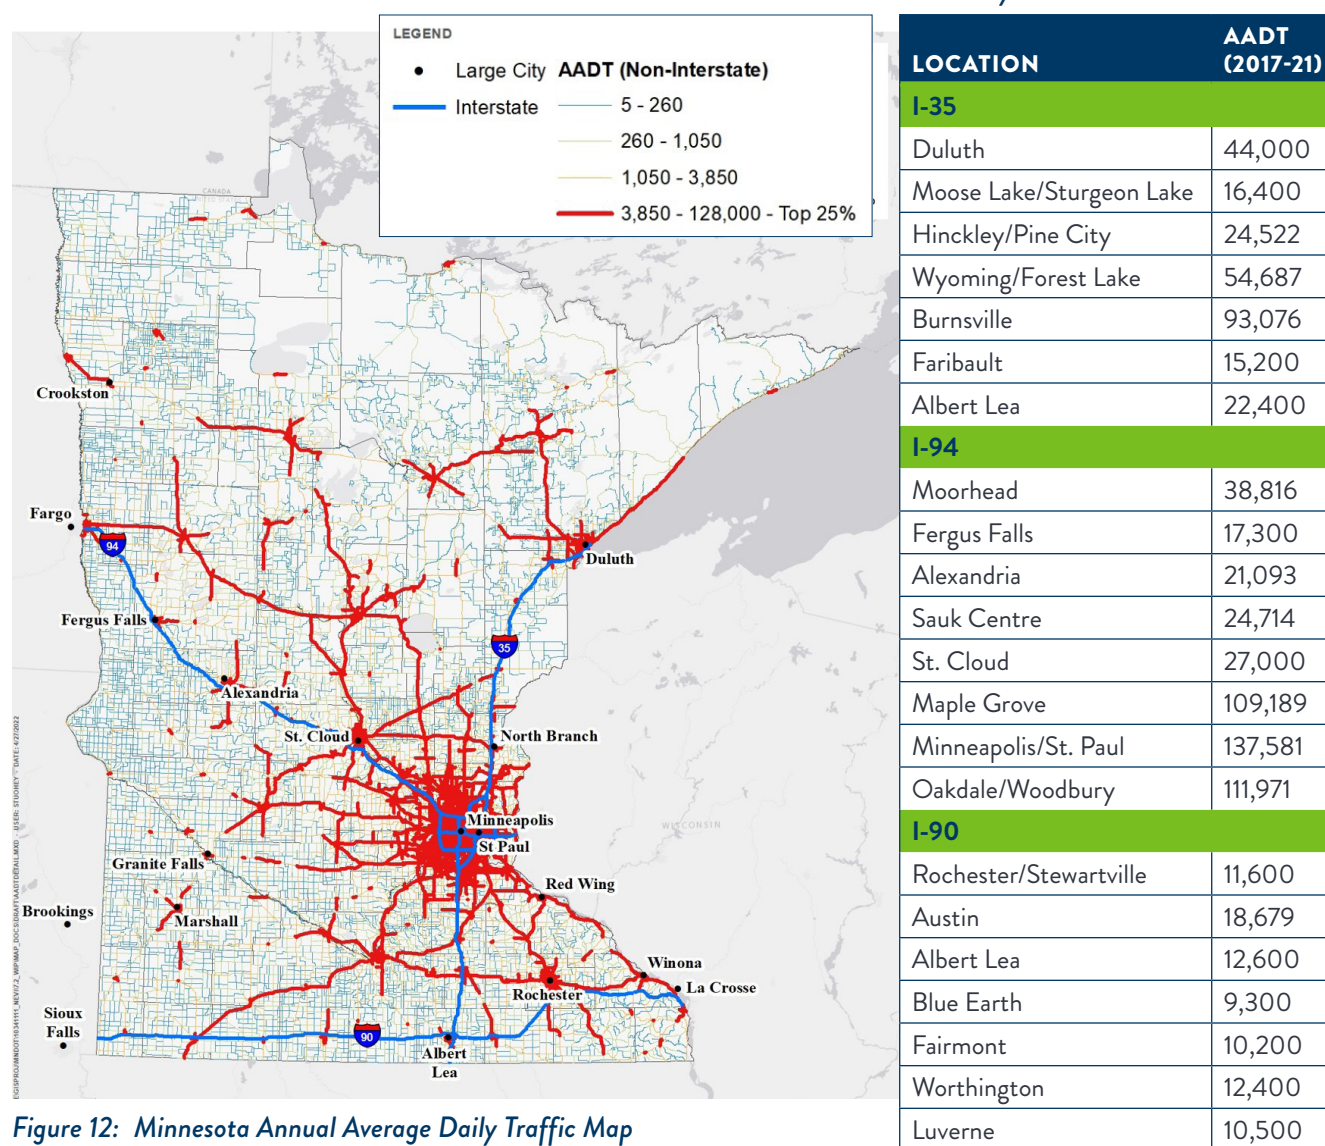 LEGEND
Large City
Interstate
AADT (Non-Interstate)
5 - 260
260 - 1,050
1,050 - 3,850
3,850 - 128,000 - Top 25%
CANADA
Crookston
Fargo
94
Duluth
Fergus Falls
35
Alexandria
St. Cloud
North Branch
Minneapolis
St Paul
WISCONSIN
Granite Falls
Red Wing
Brookings
Marshall
Winona
La Crosse
Rochester
Sioux
Falls
90
Albert
Lea
Figure 12: Minnesota Annual Average Daily Traffic Map
LOCATION AADT
(2017-21)
I-35
Duluth 44,000
Moose Lake/Sturgeon Lake 16,400
Hinckley/Pine City 24,522
Wyoming/Forest Lake 54,687
Burnsville 93,076
Faribault 15,200
Albert Lea 22,400
I-94
Moorhead 38,816
Fergus Falls 17,300
Alexandria 21,093
Sauk Centre 24,714
St. Cloud 27,000
Maple Grove 109,189
Minneapolis/St. Paul 137,581
Oakdale/Woodbury 111,971
I-90
Rochester/Stewartville 11,600
Austin 18,679
Albert Lea 12,600
Blue Earth 9,300
Fairmont 10,200
Worthington 12,400
Luverne 10,500